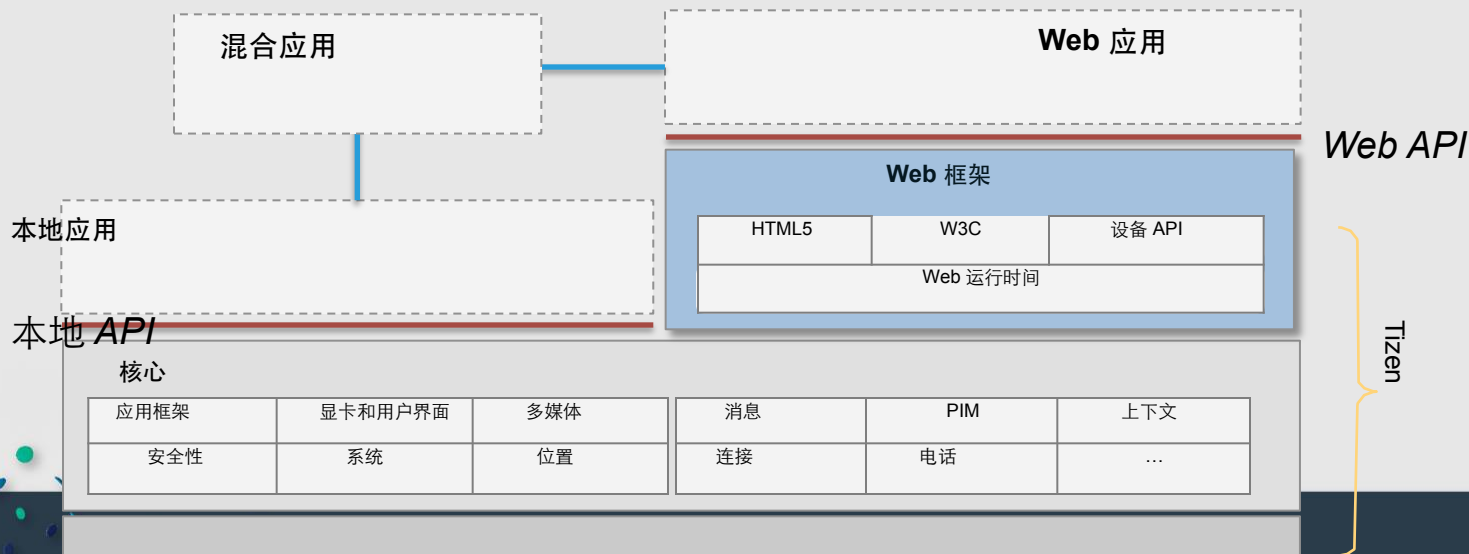 混合应用
Web 应用
Web API
Web 框架
HTML5
W3C
设备 API
Web 运行时间
本地应用
本地 API
Tizen
核心
应用框架
显卡和用户界面
多媒体
消息
PIM
上下文
安全性
系统
位置
连接
电话
…